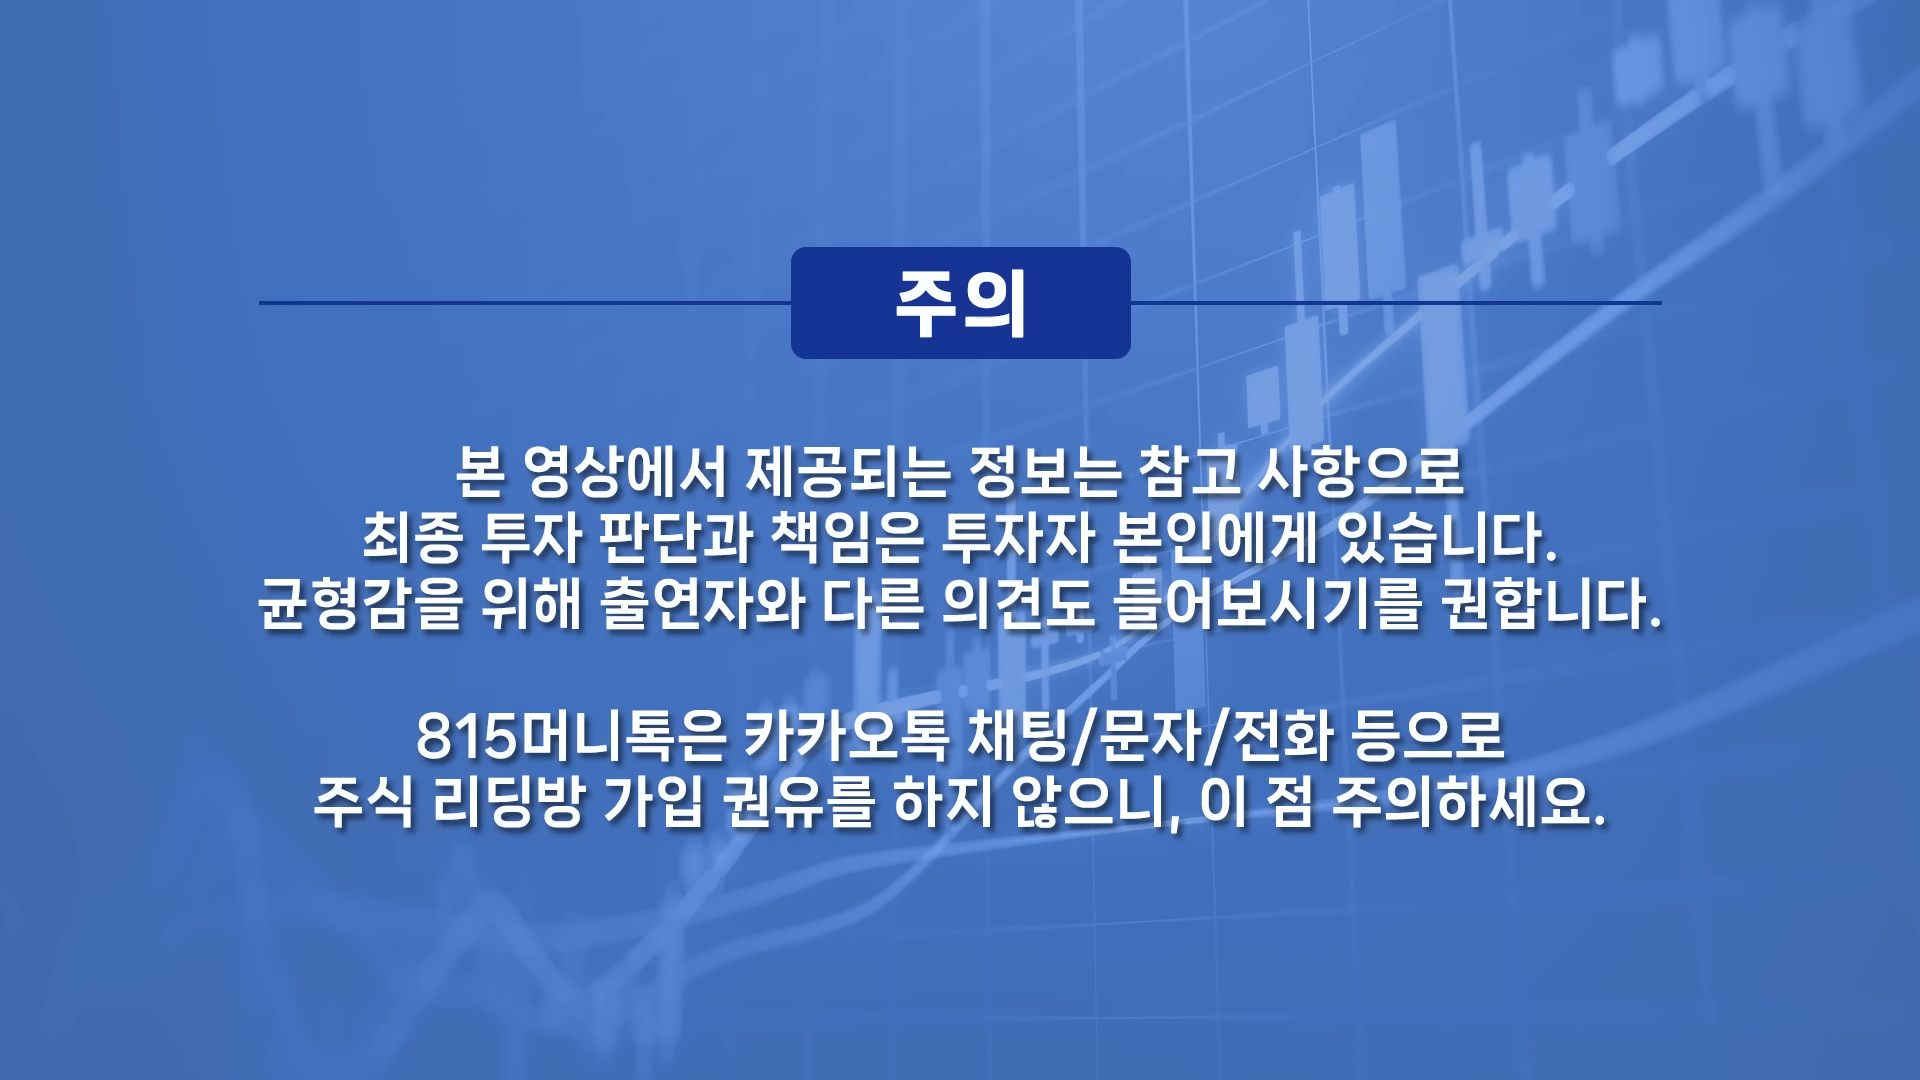 주의
본 영상에서 제공되는 정보는 참고 사항으로
최종 투자 판단과 책임은 투자자 본인에게 있습니다.
균형감을 위해 출연자와 다른 의견도 들어보시기를 권합니다.
815머니톡은 카카오톡 채팅/문자/전화 등으로
주식 리딩방 가입 권유를 하지 않으니, 이 점 주의하세요.